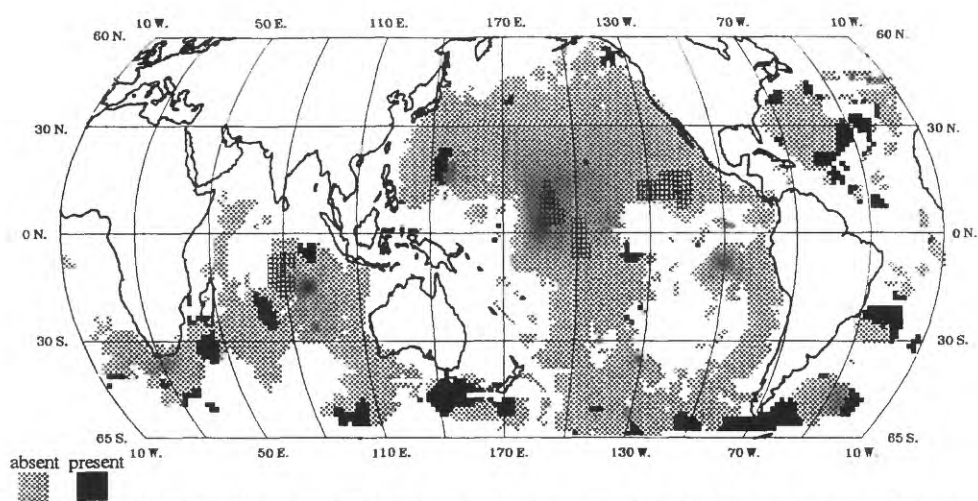 10 W. 50 E. 110 E. 170 E. 130 W. 70 W. 10 W.
60 N. 60 N.
30 N. 30 N.
0 N. 0 N.
30 S. 30 S.
65 S. 65 S.
10 W. 50 E. 110 E. 170 E. 130 W. 70 W. 10 W.
absent present